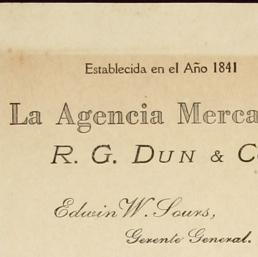 Establecida en el Año 1841
La Agencia Merca
R. G. DUN & C
Edwin W. Sours,
Gerente General.